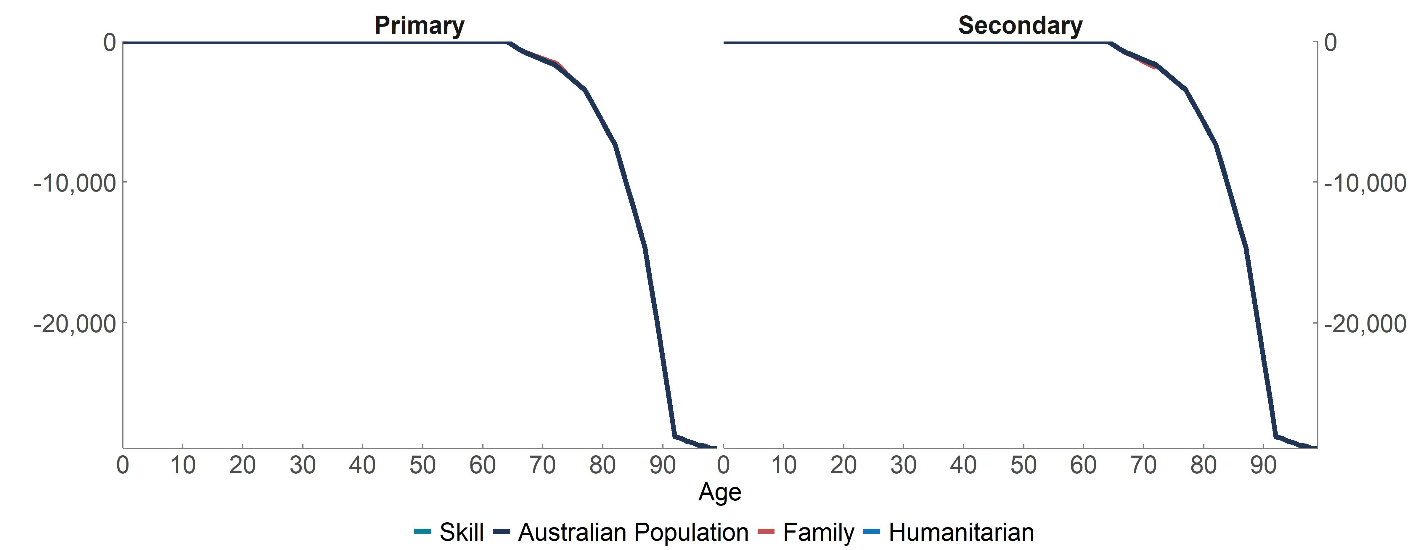 Primary Secondary
0 0
-10,000 -10,000
-20,000 -20,000
0 10 20 30 40 50 60 70 80 90 0 10 20 30 40 50 60 70 80 90
Age
Skill Australian Population Family Humanitarian